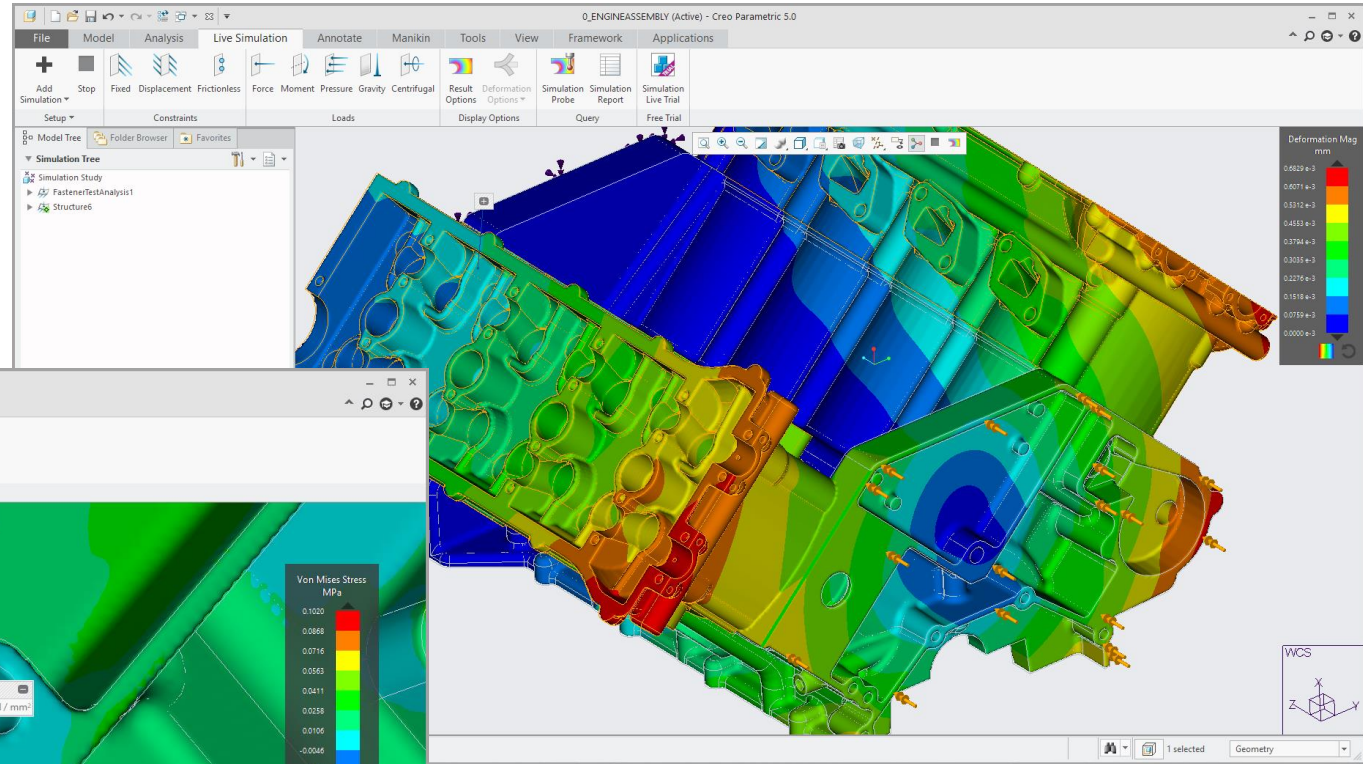 0_ENGINEASSEMBLY (Active) - Creo Parametric 5.0
File Model Analysis Live Simulation Annotate Manikin Tools View Framework Applications
Add Simulation Stop Fixed Displacement Frictionless Force Moment Pressure Gravity Centrifugal Result Options Deformation Options Simulation Probe Simulation Report Simulation Live Trial
Setup Constraints Loads Display Options Query Free Trial
Model Tree Folder Browser Favorites
Simulation Tree
Simulation Study
FastenerTestAnalysis1
Structure6
Deformation Mag
mm
0.6829 e-3
0.6071 e-3
0.5312 e-3
0.4553 e-3
0.3794 e-3
0.3035 e-3
0.2276 e-3
0.1518 e-3
0.0759 e-3
0.0000 e-3
Von Mises Stress
MPa
0.1020
0.0868
0.0716
0.0563
0.0411
0.0258
0.0106
-0.0046
/ mm²
WCS
X
Z Y
1 selected Geometry